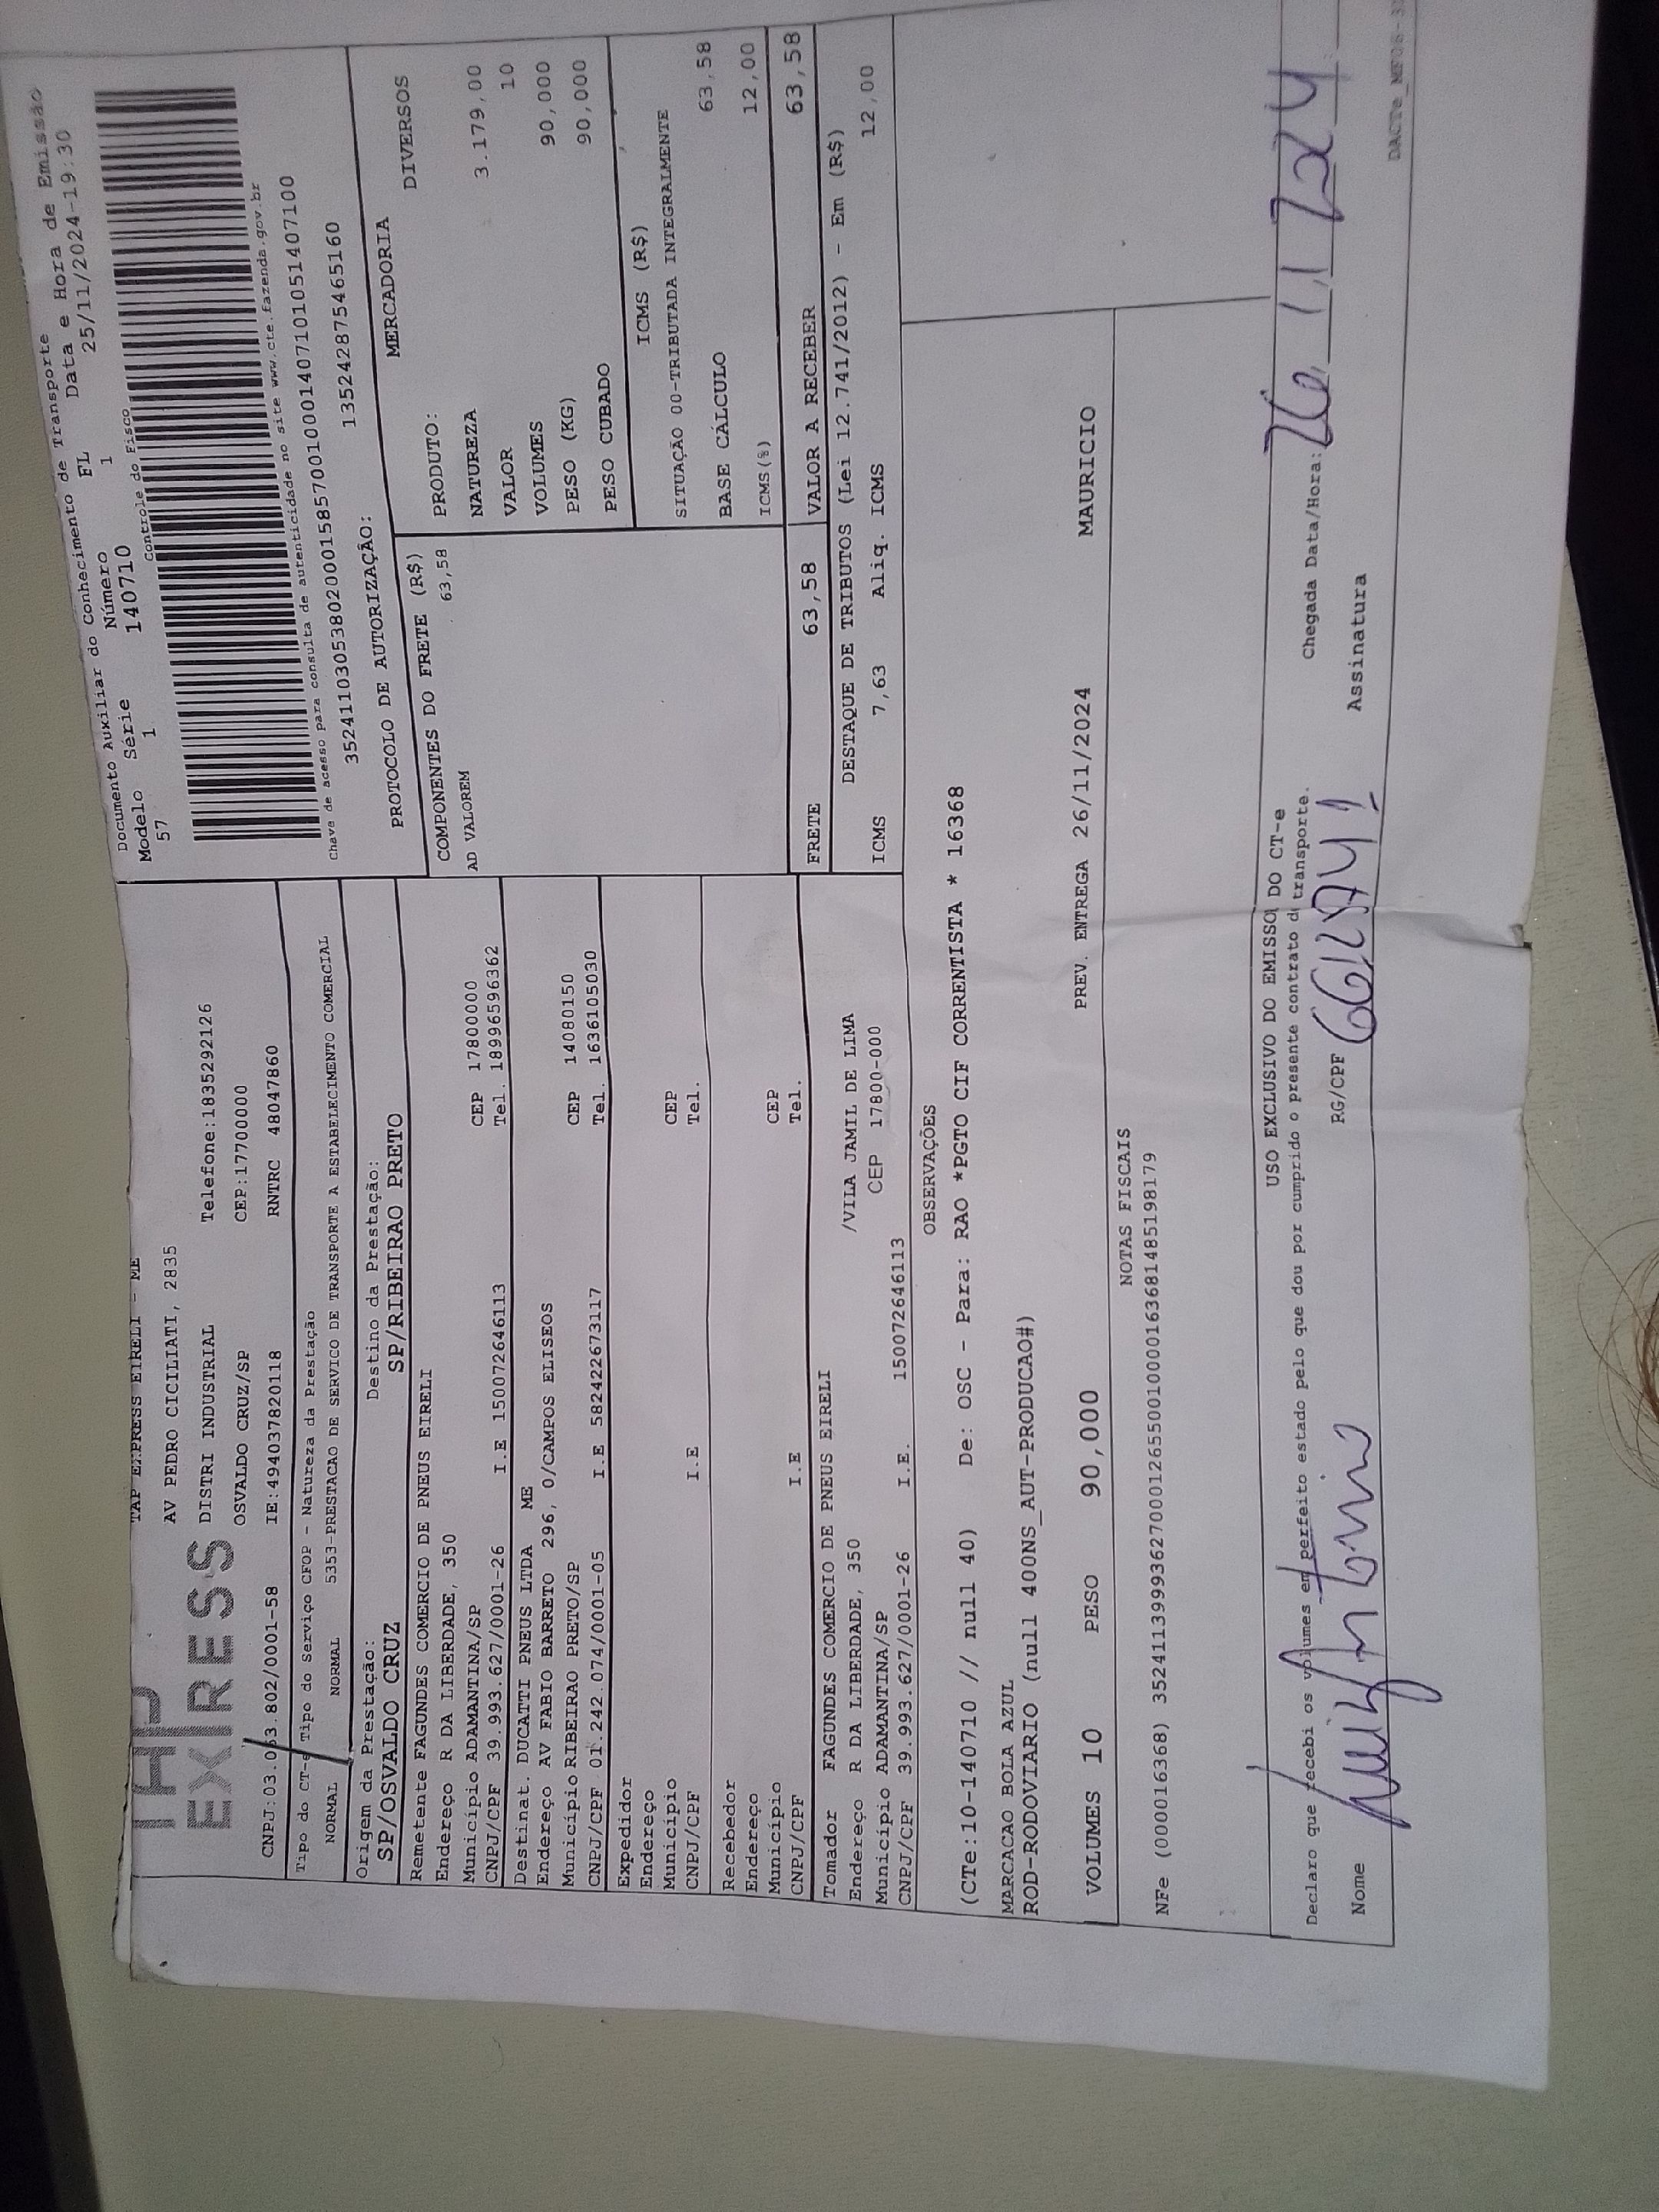 TAP EXPRESS EIRELI - ME
EXPRESS
AV PEDRO CICILIATI, 2835
DISTRI INDUSTRIAL Telefone:1835292126
OSVALDO CRUZ/SP CEP:17700000
CNPJ:03.053.802/0001-58 IE:494037820118 RNTRC 48047860
Tipo do CT-e Tipo do Serviço CFOP - Natureza da Prestação
NORMAL NORMAL 5353-PRESTACAO DE SERVICO DE TRANSPORTE A ESTABELECIMENTO COMERCIAL
Documento Auxiliar do Conhecimento de Transporte
Modelo Série Número FL Data e Hora de Emissão
57 1 140710 1 25/11/2024-19:30
Controle do Fisco
Chave de acesso para consulta de autenticidade no site www.cte.fazenda.gov.br
35241103053802000158570010001407101051407100
PROTOCOLO DE AUTORIZAÇÃO: 135242875465160
Origem da Prestação: Destino da Prestação:
SP/OSVALDO CRUZ SP/RIBEIRAO PRETO
Remetente FAGUNDES COMERCIO DE PNEUS EIRELI
Endereço R DA LIBERDADE, 350
Município ADAMANTINA/SP CEP 17800000
CNPJ/CPF 39.993.627/0001-26 I.E 150072646113 Tel. 18996596362
Destinat. DUCATTI PNEUS LTDA ME
Endereço AV FABIO BARRETO 296, 0/CAMPOS ELISEOS
Município RIBEIRAO PRETO/SP CEP 14080150
CNPJ/CPF 01.242.074/0001-05 I.E 582422673117 Tel. 1636105030
Expedidor
Endereço
Município CEP
CNPJ/CPF I.E Tel.
Recebedor
Endereço
Município CEP
CNPJ/CPF I.E Tel.
Tomador FAGUNDES COMERCIO DE PNEUS EIRELI
Endereço R DA LIBERDADE, 350 /VILA JAMIL DE LIMA
Município ADAMANTINA/SP CEP 17800-000
CNPJ/CPF 39.993.627/0001-26 I.E. 150072646113
COMPONENTES DO FRETE (R$)
AD VALOREM 63,58
MERCADORIA
PRODUTO: DIVERSOS
NATUREZA
VALOR 3.179,00
VOLUMES 10
PESO (KG) 90,000
PESO CUBADO 90,000
ICMS (R$)
SITUAÇÃO 00-TRIBUTADA INTEGRALMENTE
BASE CÁLCULO 63,58
ICMS(%) 12,00
FRETE 63,58 VALOR A RECEBER 63,58
DESTAQUE DE TRIBUTOS (Lei 12.741/2012) - Em (R$)
ICMS 7,63 Aliq. ICMS 12,00
OBSERVAÇÕES
(CTe:10-140710 // null 40) De: OSC - Para: RAO *PGTO CIF CORRENTISTA * 16368
MARCACAO BOLA AZUL
ROD-RODOVIARIO (null 400NS_AUT-PRODUCAO#)
VOLUMES 10 PESO 90,000 PREV. ENTREGA 26/11/2024 MAURICIO
NOTAS FISCAIS
NFe (000016368) 35241139993627000126550010000163681485198179
USO EXCLUSIVO DO EMISSO DO CT-e
Declaro que recebi os volumes em perfeito estado pelo que dou por cumprido o presente contrato d transporte. Chegada Data/Hora: 26/11/24
Nome RG/CPF Assinatura